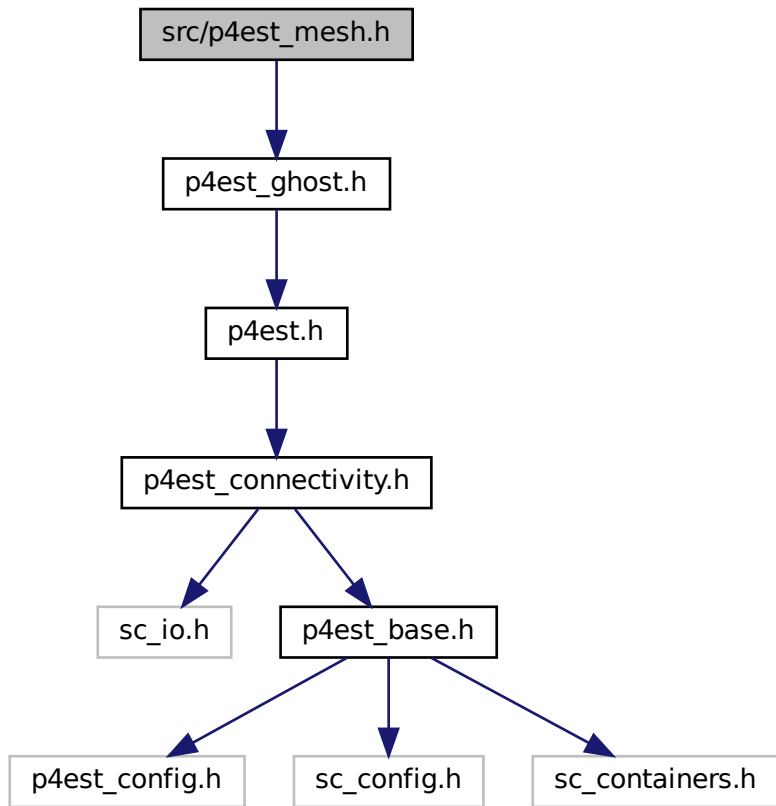 src/p4est_mesh.h
p4est_ghost.h
p4est.h
p4est_connectivity.h
sc_io.h
p4est_base.h
p4est_config.h
sc_config.h
sc_containers.h